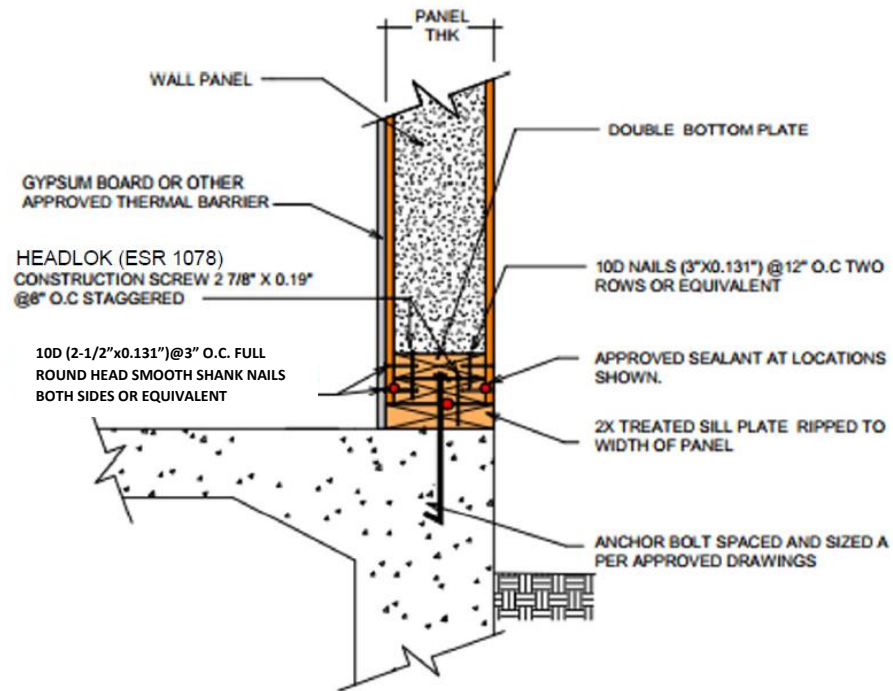 PANEL
THK
WALL PANEL
DOUBLE BOTTOM PLATE
GYPSUM BOARD OR OTHER
APPROVED THERMAL BARRIER
HEADLOK (ESR 1078)
CONSTRUCTION SCREW 2 7/8" X 0.19"
@8" O.C STAGGERED
10D NAILS (3"X0.131") @12" O.C TWO
ROWS OR EQUIVALENT
10D (2-1/2"x0.131")@3" O.C. FULL
ROUND HEAD SMOOTH SHANK NAILS
BOTH SIDES OR EQUIVALENT
APPROVED SEALANT AT LOCATIONS
SHOWN.
2X TREATED SILL PLATE RIPPED TO
WIDTH OF PANEL
ANCHOR BOLT SPACED AND SIZED A
PER APPROVED DRAWINGS